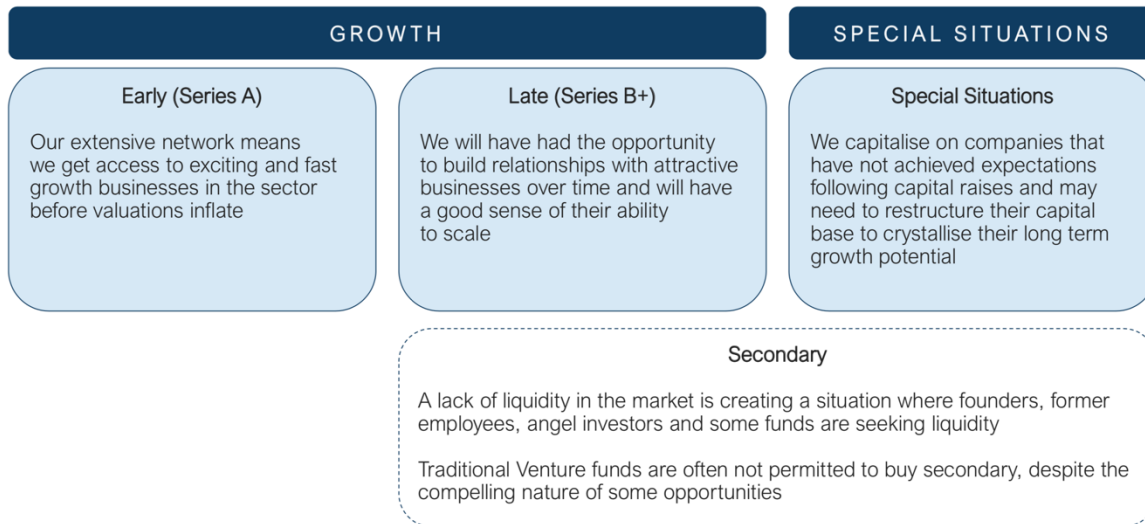 GROWTH
SPECIAL SITUATIONS
Early (Series A)
Our extensive network means
we get access to exciting and fast
growth businesses in the sector
before valuations inflate
Late (Series B+)
We will have had the opportunity
to build relationships with attractive
businesses over time and will have
a good sense of their ability
to scale
Special Situations
We capitalise on companies that
have not achieved expectations
following capital raises and may
need to restructure their capital
base to crystallise their long term
growth potential
Secondary
A lack of liquidity in the market is creating a situation where founders, former
employees, angel investors and some funds are seeking liquidity
Traditional Venture funds are often not permitted to buy secondary, despite the
compelling nature of some opportunities